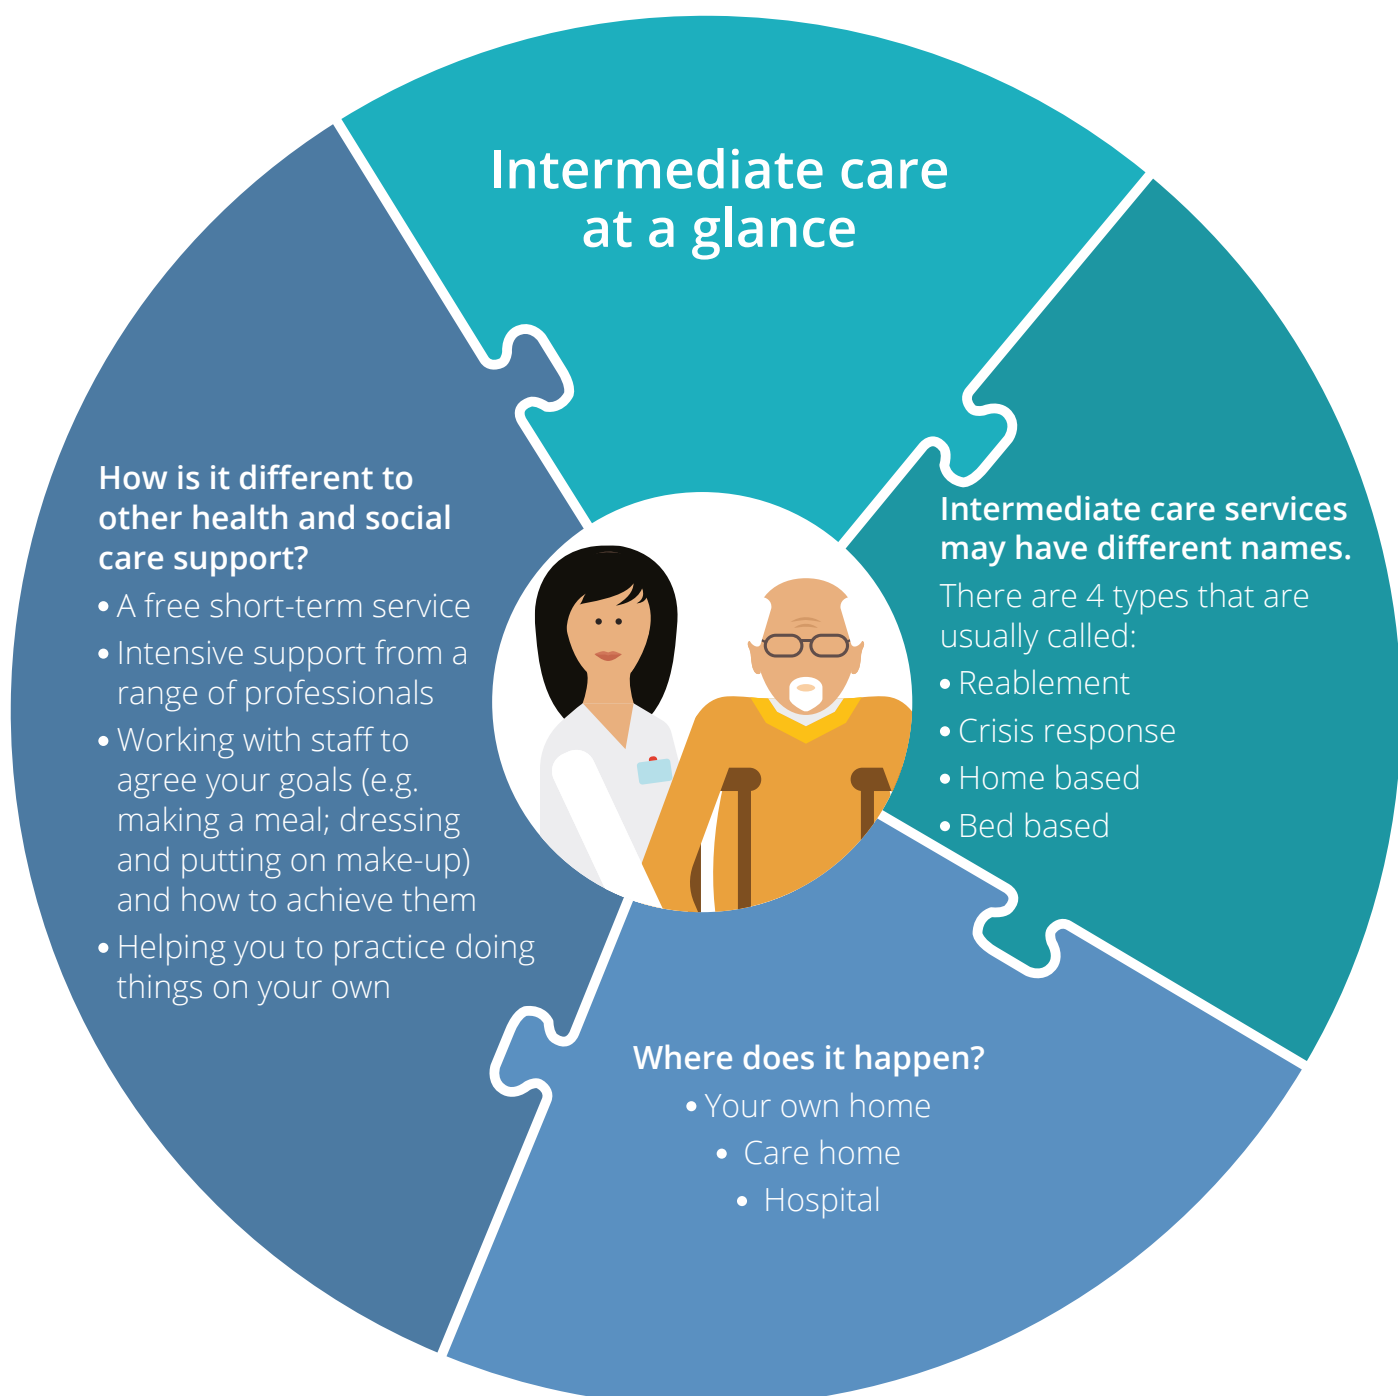 Intermediate care
at a glance
How is it different to
other health and social
care support?
• A free short-term service
• Intensive support from a
range of professionals
• Working with staff to
agree your goals (e.g.
making a meal; dressing
and putting on make-up)
and how to achieve them
• Helping you to practice doing
things on your own
Intermediate care services
may have different names.
There are 4 types that are
usually called:
• Reablement
• Crisis response
• Home based
• Bed based
Where does it happen?
• Your own home
• Care home
• Hospital